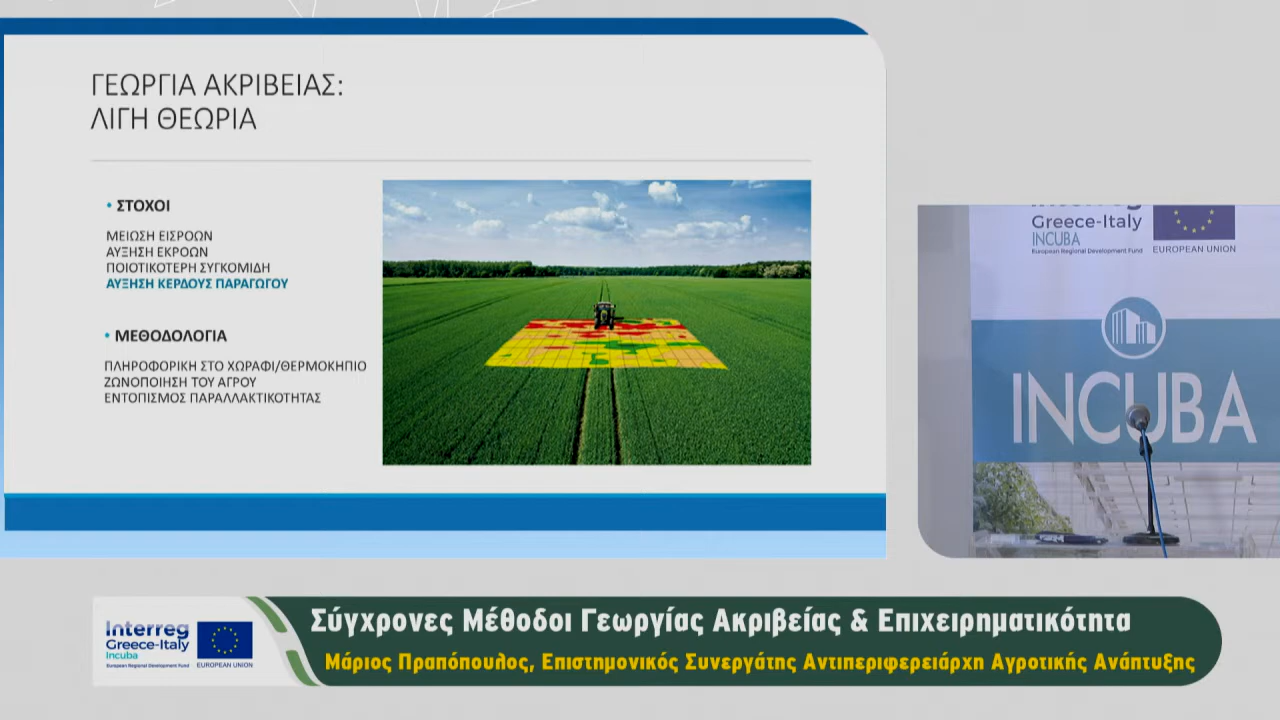 ΓΕΩΡΓΙΑ ΑΚΡΙΒΕΙΑΣ:
ΛΙΓΗ ΘΕΩΡΙΑ
• ΣΤΟΧΟΙ
ΜΕΙΩΣΗ ΕΙΣΡΟΩΝ
ΑΥΞΗΣΗ ΕΚΡΟΩΝ
ΠΟΙΟΤΙΚΟΤΕΡΗ ΣΥΓΚΟΜΙΔΗ
ΑΥΞΗΣΗ ΚΕΡΔΟΥΣ ΠΑΡΑΓΩΓΟΥ
• ΜΕΘΟΔΟΛΟΓΙΑ
ΠΛΗΡΟΦΟΡΙΚΗ ΣΤΟ ΧΩΡΑΦΙ/ΘΕΡΜΟΚΗΠΙΟ
ΖΩΝΟΠΟΙΗΣΗ ΤΟΥ ΑΓΡΟΥ
ΕΝΤΟΠΙΣΜΟΣ ΠΑΡΑΛΛΑΚΤΙΚΟΤΗΤΑΣ
Greece-Italy
INCUBA
European Regional Development Fund
EUROPEAN UNION
INCUBA
Interreg
Greece-Italy
Incuba
European Regional Development Fund
EUROPEAN UNION
Σύγχρονες Μέθοδοι Γεωργίας Ακριβείας & Επιχειρηματικότητα
Μάριος Πραπόπουλος, Επιστημονικός Συνεργάτης Αντιπεριφερειάρχη Αγροτικής Ανάπτυξης